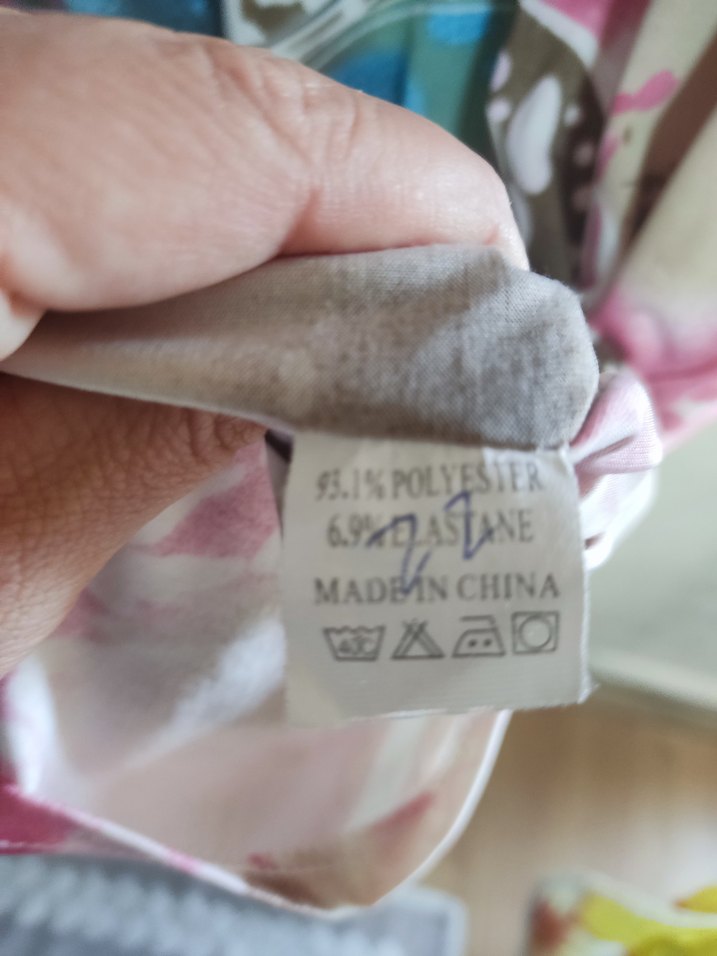 93.1% POLYESTER
6.9% ELASTANE
MADE IN CHINA